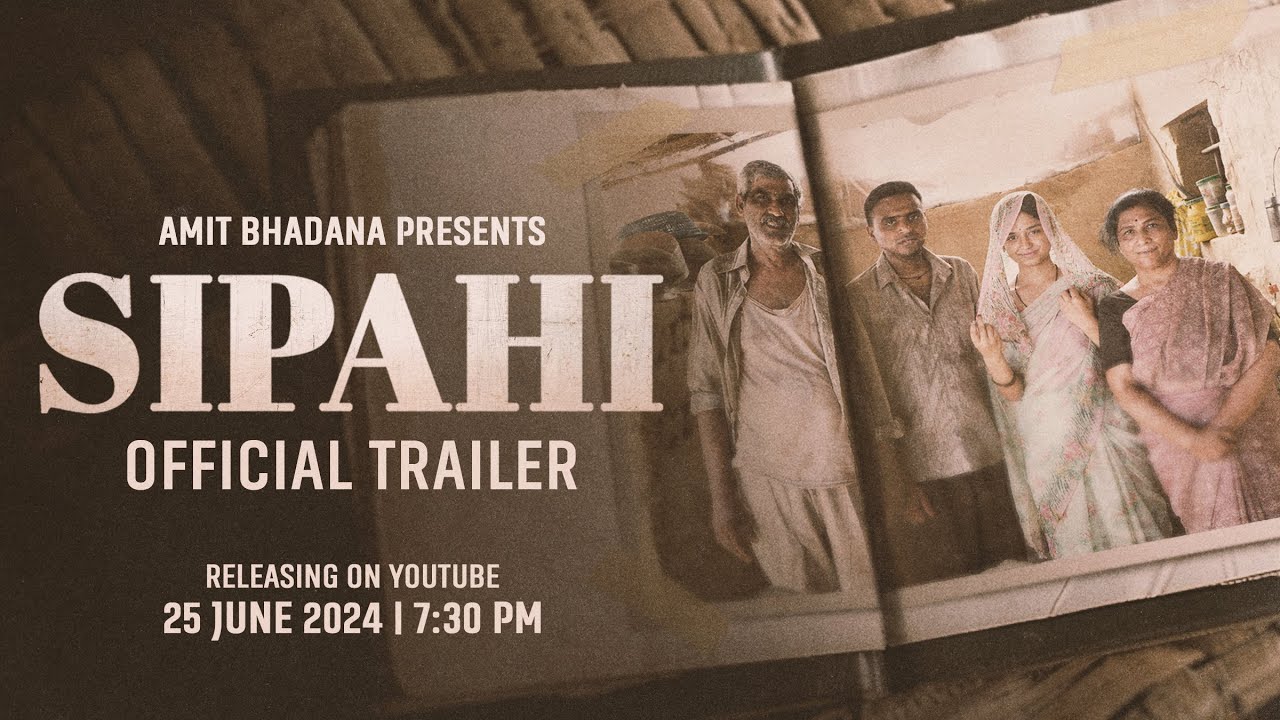 AMIT BHADANA PRESENTS
SIPAHI
OFFICIAL TRAILER
RELEASING ON YOUTUBE
25 JUNE 2024 | 7:30 PM